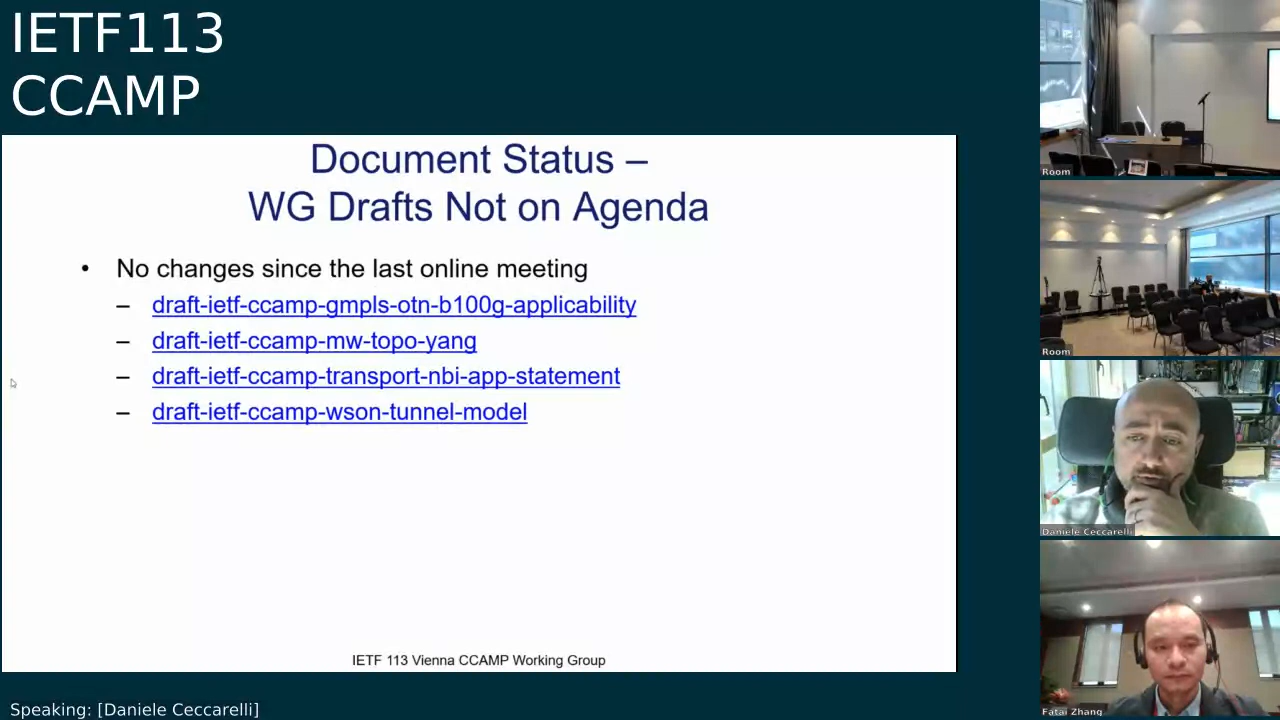 IETF113
CCAMP
Document Status –
WG Drafts Not on Agenda
• No changes since the last online meeting
– draft-ietf-ccamp-gmpls-otn-b100g-applicability
– draft-ietf-ccamp-mw-topo-yang
– draft-ietf-ccamp-transport-nbi-app-statement
– draft-ietf-ccamp-wson-tunnel-model
IETF 113 Vienna CCAMP Working Group
Speaking: [Daniele Ceccarelli]
Room
Room
Daniele Ceccarelli
Fatai Zhang